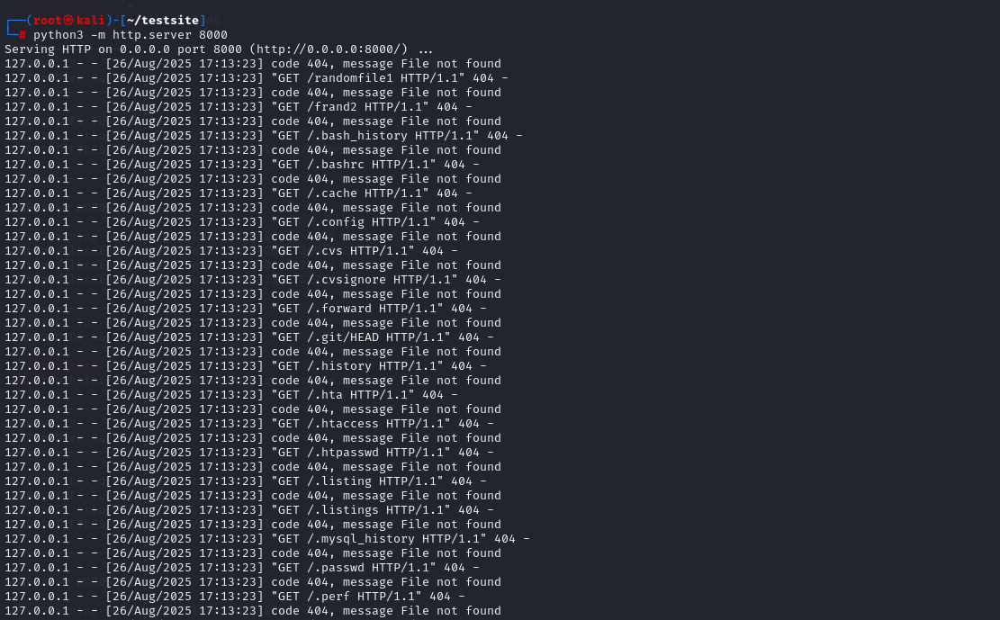 ┌──(root㉿kali)-[~/testsite]
└─# python3 -m http.server 8000
Serving HTTP on 0.0.0.0 port 8000 (http://0.0.0.0:8000/) ...
127.0.0.1 - - [26/Aug/2025 17:13:23] code 404, message File not found
127.0.0.1 - - [26/Aug/2025 17:13:23] "GET /randomfile1 HTTP/1.1" 404 -
127.0.0.1 - - [26/Aug/2025 17:13:23] code 404, message File not found
127.0.0.1 - - [26/Aug/2025 17:13:23] "GET /frand2 HTTP/1.1" 404 -
127.0.0.1 - - [26/Aug/2025 17:13:23] code 404, message File not found
127.0.0.1 - - [26/Aug/2025 17:13:23] "GET /.bash_history HTTP/1.1" 404 -
127.0.0.1 - - [26/Aug/2025 17:13:23] code 404, message File not found
127.0.0.1 - - [26/Aug/2025 17:13:23] "GET /.bashrc HTTP/1.1" 404 -
127.0.0.1 - - [26/Aug/2025 17:13:23] code 404, message File not found
127.0.0.1 - - [26/Aug/2025 17:13:23] "GET /.cache HTTP/1.1" 404 -
127.0.0.1 - - [26/Aug/2025 17:13:23] code 404, message File not found
127.0.0.1 - - [26/Aug/2025 17:13:23] "GET /.config HTTP/1.1" 404 -
127.0.0.1 - - [26/Aug/2025 17:13:23] code 404, message File not found
127.0.0.1 - - [26/Aug/2025 17:13:23] "GET /.cvs HTTP/1.1" 404 -
127.0.0.1 - - [26/Aug/2025 17:13:23] code 404, message File not found
127.0.0.1 - - [26/Aug/2025 17:13:23] "GET /.cvsignore HTTP/1.1" 404 -
127.0.0.1 - - [26/Aug/2025 17:13:23] code 404, message File not found
127.0.0.1 - - [26/Aug/2025 17:13:23] "GET /.forward HTTP/1.1" 404 -
127.0.0.1 - - [26/Aug/2025 17:13:23] code 404, message File not found
127.0.0.1 - - [26/Aug/2025 17:13:23] "GET /.git/HEAD HTTP/1.1" 404 -
127.0.0.1 - - [26/Aug/2025 17:13:23] code 404, message File not found
127.0.0.1 - - [26/Aug/2025 17:13:23] "GET /.history HTTP/1.1" 404 -
127.0.0.1 - - [26/Aug/2025 17:13:23] code 404, message File not found
127.0.0.1 - - [26/Aug/2025 17:13:23] "GET /.hta HTTP/1.1" 404 -
127.0.0.1 - - [26/Aug/2025 17:13:23] code 404, message File not found
127.0.0.1 - - [26/Aug/2025 17:13:23] "GET /.htaccess HTTP/1.1" 404 -
127.0.0.1 - - [26/Aug/2025 17:13:23] code 404, message File not found
127.0.0.1 - - [26/Aug/2025 17:13:23] "GET /.htpasswd HTTP/1.1" 404 -
127.0.0.1 - - [26/Aug/2025 17:13:23] code 404, message File not found
127.0.0.1 - - [26/Aug/2025 17:13:23] "GET /.listing HTTP/1.1" 404 -
127.0.0.1 - - [26/Aug/2025 17:13:23] code 404, message File not found
127.0.0.1 - - [26/Aug/2025 17:13:23] "GET /.listings HTTP/1.1" 404 -
127.0.0.1 - - [26/Aug/2025 17:13:23] code 404, message File not found
127.0.0.1 - - [26/Aug/2025 17:13:23] "GET /.mysql_history HTTP/1.1" 404 -
127.0.0.1 - - [26/Aug/2025 17:13:23] code 404, message File not found
127.0.0.1 - - [26/Aug/2025 17:13:23] "GET /.passwd HTTP/1.1" 404 -
127.0.0.1 - - [26/Aug/2025 17:13:23] code 404, message File not found
127.0.0.1 - - [26/Aug/2025 17:13:23] "GET /.perf HTTP/1.1" 404 -
127.0.0.1 - - [26/Aug/2025 17:13:23] code 404, message File not found